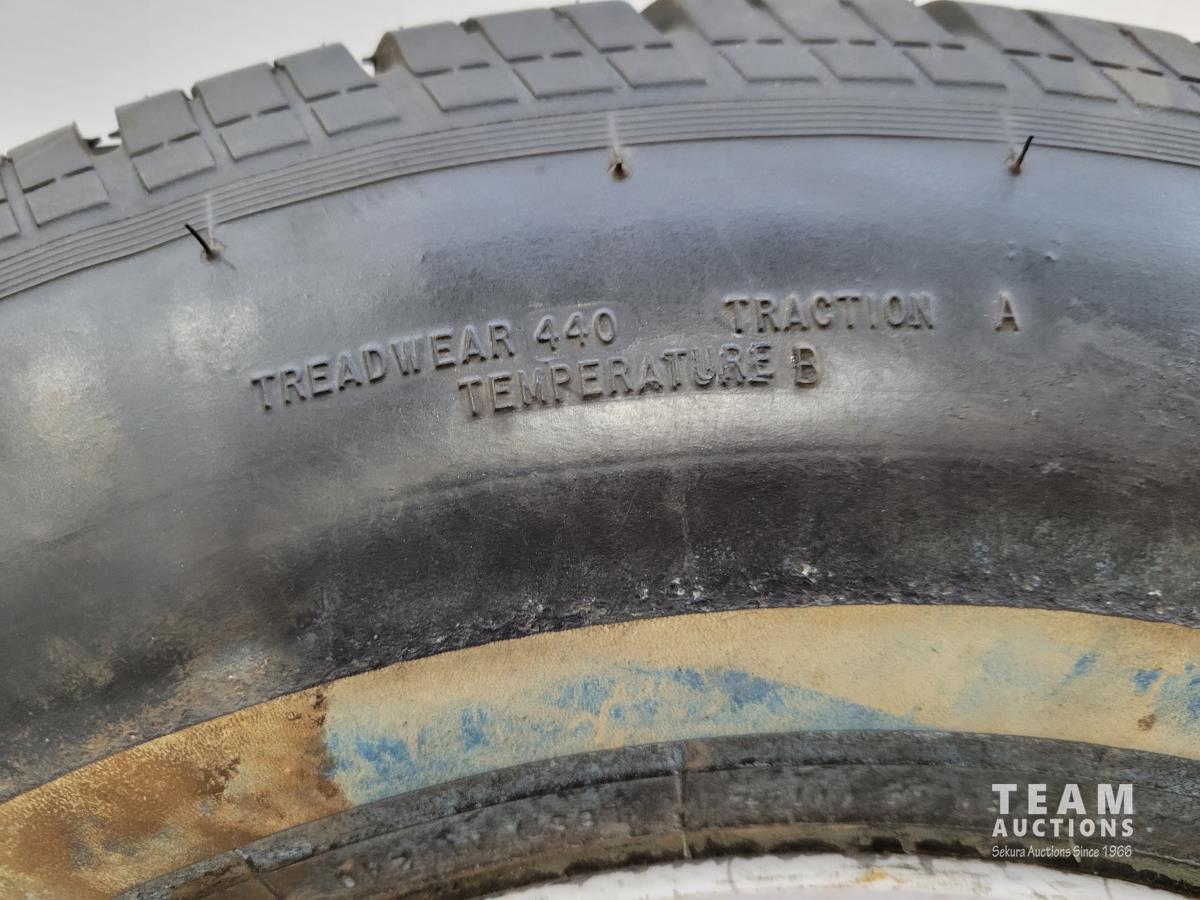 TREADWEAR 440 TRACTION A
TEMPERATURE B
TEAM
AUCTIONS
Sekura Auctions Since 1966